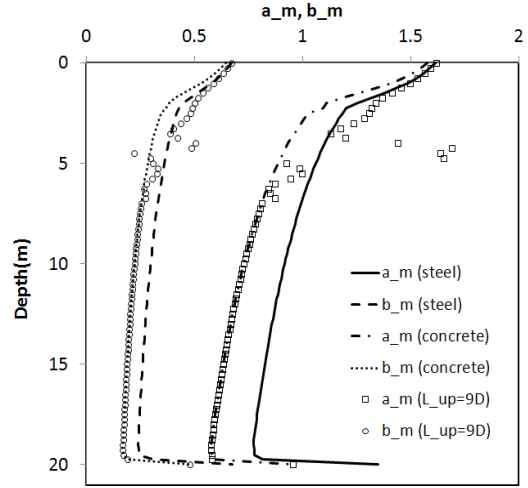 a_m, b_m
0 0.5 1 1.5 2
0
5
10
15
20
Depth(m)
a_m (steel)
b_m (steel)
a_m (concrete)
b_m (concrete)
a_m (L_up=9D)
b_m (L_up=9D)